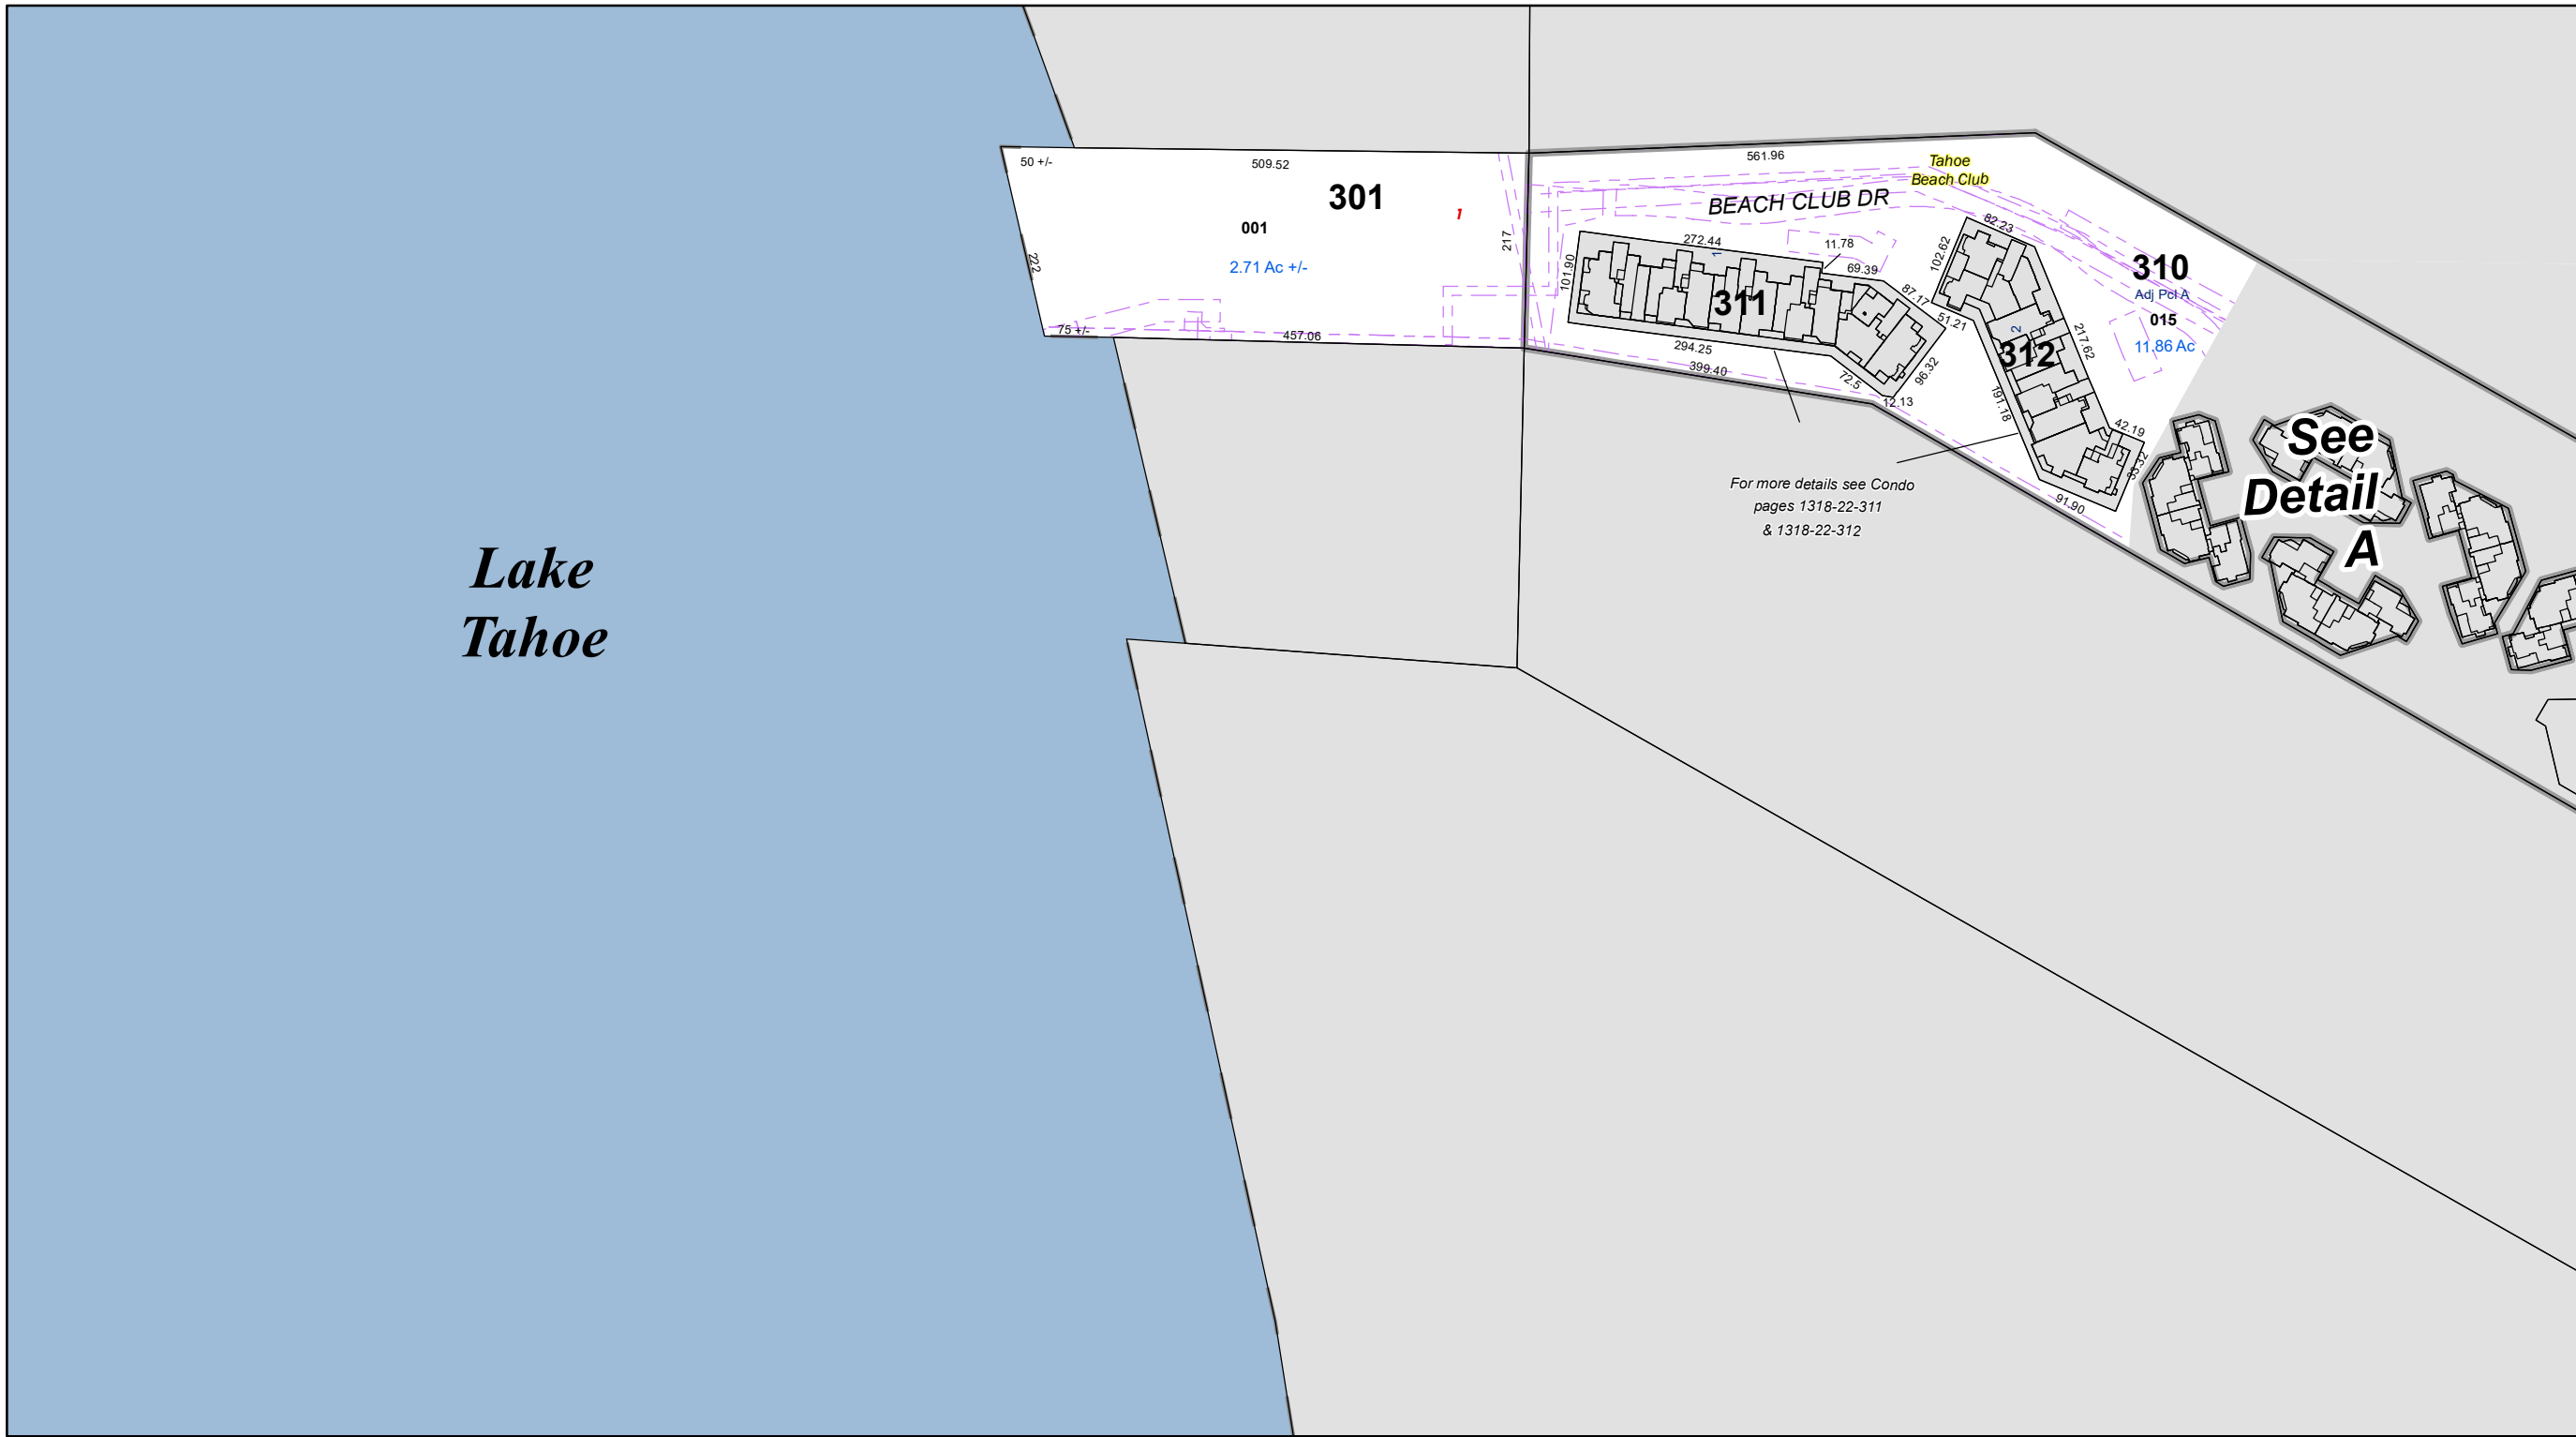 50 +/-
509.52
301
001
1
2.71 Ac +/-
222
217
75 +/-
457.06
561.96
Tahoe
Beach Club
BEACH CLUB DR
272.44
1
11.78
69.39
101.90
311
87.17
294.25
399.40
72.5
96.32
12.13
82.23
102.62
51.21
2
312
217.62
191.18
42.19
91.90
310
Adj Pcl A
015
11.86 Ac
For more details see Condo
pages 1318-22-311
& 1318-22-312
See
Detail
A
Lake
Tahoe